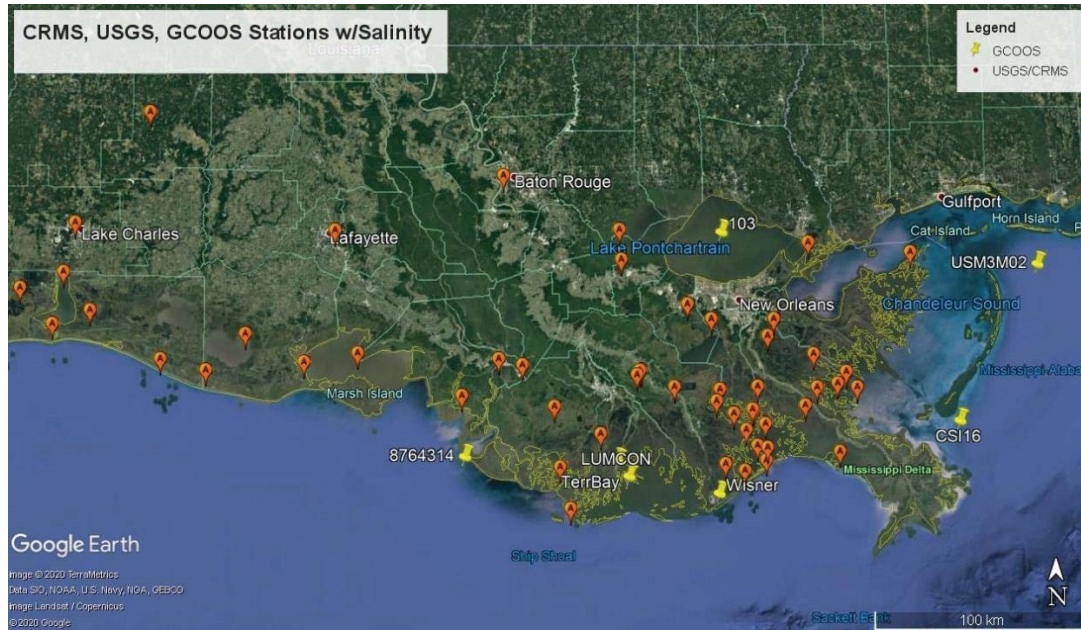 CRMS, USGS, GCOOS Stations w/Salinity
Louisiana
Legend
GCOOS
USGS/CRMS
Baton Rouge
Gulfport
Horn Island
Cat Island
Lake Charles
Lafayette
103
Lake Pontchartrain
USM3M02
New Orleans
Chandeleur Sound
Marsh Island
Mississippi-Alaba
CSI16
8764314
LUMCON
TerrBay
Wisner
Mississippi Delta
Google Earth
Ship Shoal
Image © 2020 TerraMetrics
Data SIO, NOAA, U.S. Navy, NGA, GEBCO
Image Landsat / Copernicus
©2020 Google
Sackett Bank
100 km
N